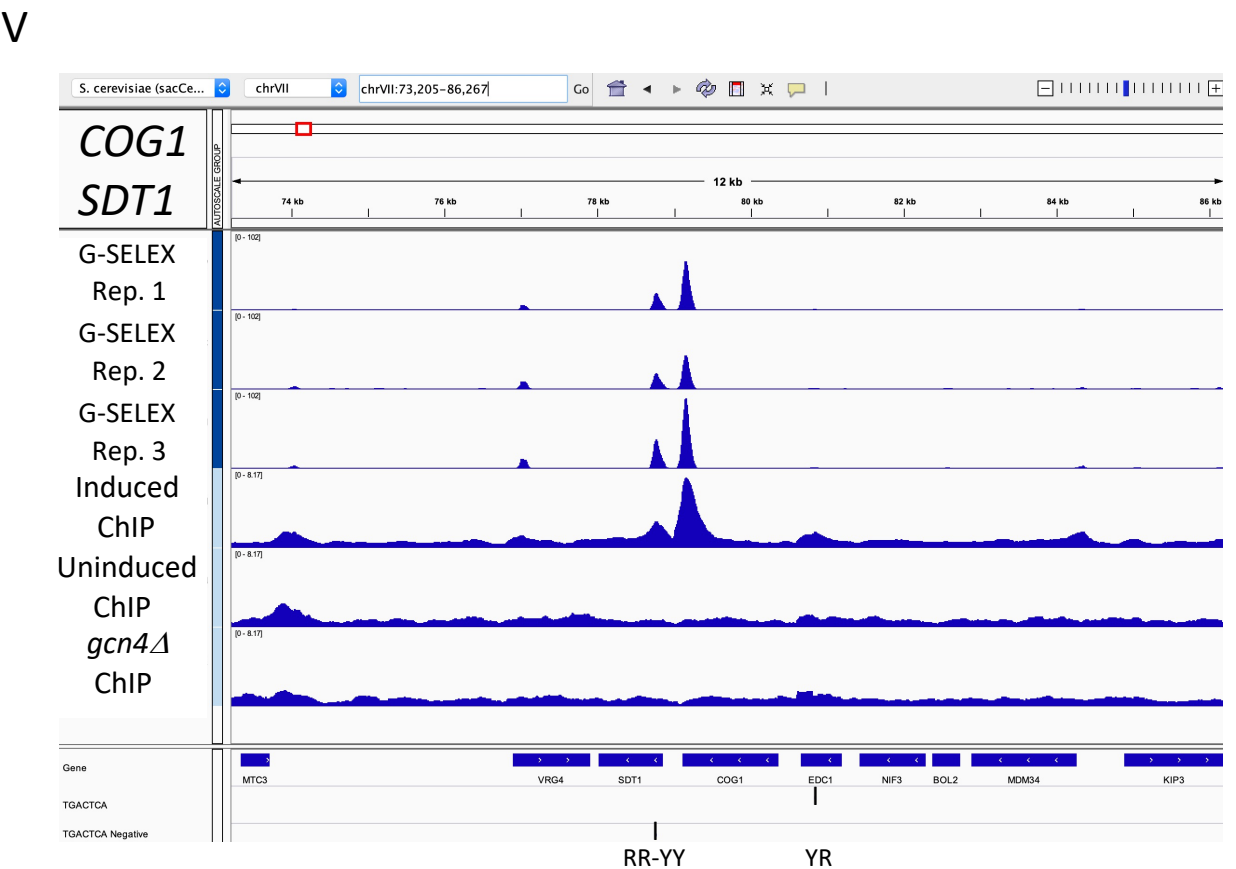 V
S. cerevisiae (sacCe... chrVII chrVII:73,205-86,267 Go
COG1
SDT1
AUTOSCALE GROUP
12 kb
74 kb 76 kb 78 kb 80 kb 82 kb 84 kb 86 kb
G-SELEX
Rep. 1
[0 - 102]
G-SELEX
Rep. 2
[0 - 102]
G-SELEX
Rep. 3
[0 - 102]
Induced
ChIP
[0 - 8.17]
Uninduced
ChIP
[0 - 8.17]
gcn4Δ
ChIP
[0 - 8.17]
Gene
MTC3 VRG4 SDT1 COG1 EDC1 NIF3 BOL2 MDM34 KIP3
TGACTCA
TGACTCA Negative
RR-YY YR